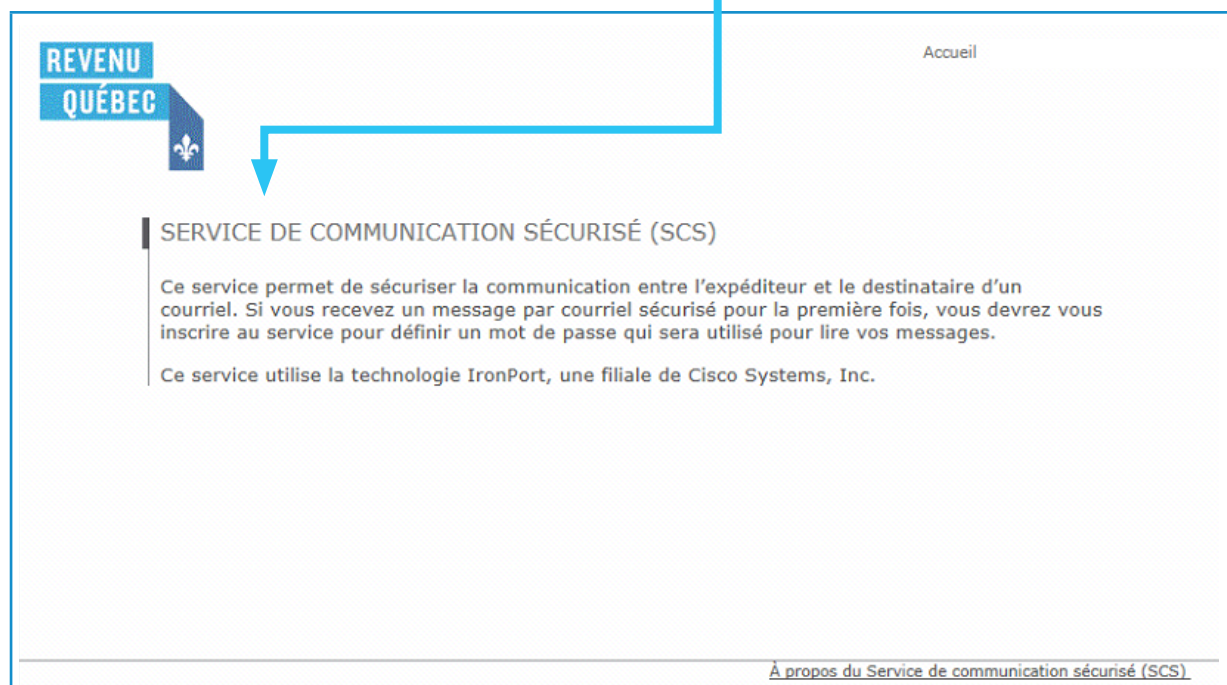 REVENU
QUÉBEC
Accueil
SERVICE DE COMMUNICATION SÉCURISÉ (SCS)
Ce service permet de sécuriser la communication entre l'expéditeur et le destinataire d'un
courriel. Si vous recevez un message par courriel sécurisé pour la première fois, vous devrez vous
inscrire au service pour définir un mot de passe qui sera utilisé pour lire vos messages.
Ce service utilise la technologie IronPort, une filiale de Cisco Systems, Inc.
À propos du Service de communication sécurisé (SCS)